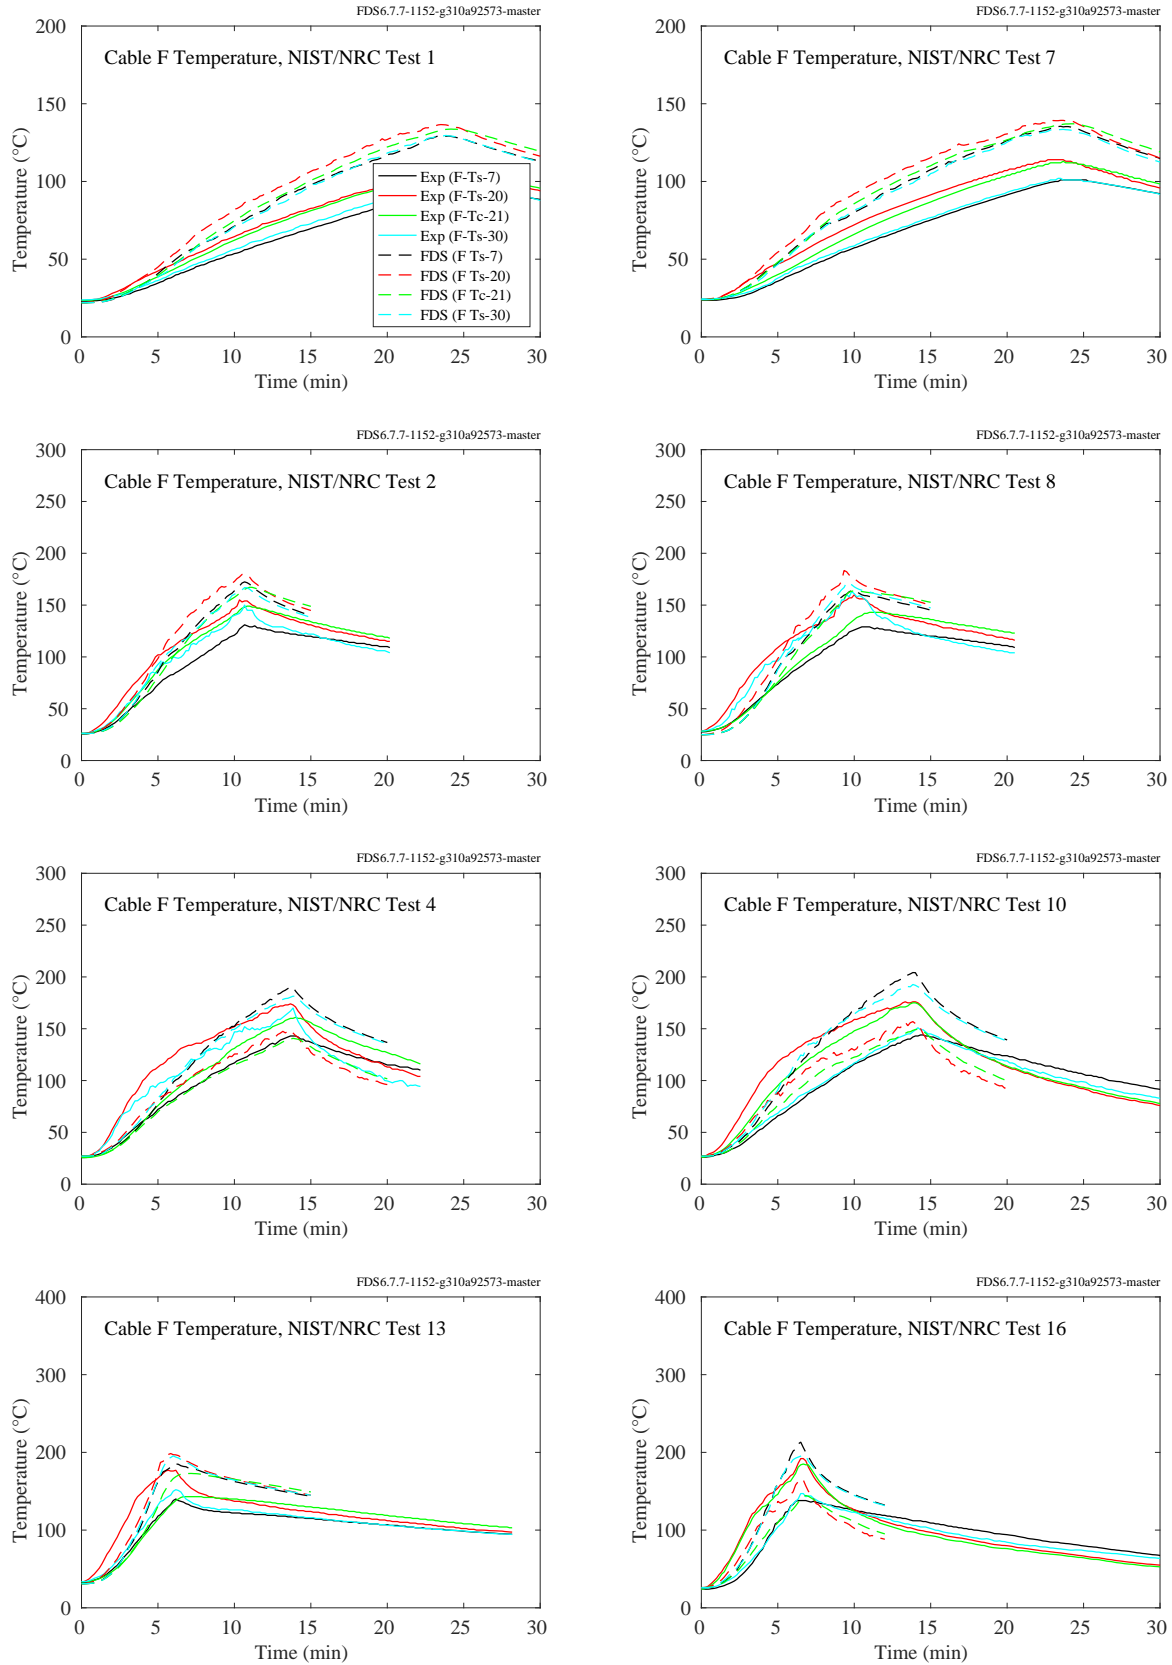 FDS6.7.7-1152-g310a92573-master
Cable F Temperature, NIST/NRC Test 1
Temperature (°C)
200
150
100
50
0
Exp (F-Ts-7)
Exp (F-Ts-20)
Exp (F-Tc-21)
Exp (F-Ts-30)
FDS (F Ts-7)
FDS (F Ts-20)
FDS (F Tc-21)
FDS (F Ts-30)
0 5 10 15 20 25 30
Time (min)
FDS6.7.7-1152-g310a92573-master
Cable F Temperature, NIST/NRC Test 7
Temperature (°C)
200
150
100
50
0
0 5 10 15 20 25 30
Time (min)
FDS6.7.7-1152-g310a92573-master
Cable F Temperature, NIST/NRC Test 2
Temperature (°C)
300
250
200
150
100
50
0
0 5 10 15 20 25 30
Time (min)
FDS6.7.7-1152-g310a92573-master
Cable F Temperature, NIST/NRC Test 8
Temperature (°C)
300
250
200
150
100
50
0
0 5 10 15 20 25 30
Time (min)
FDS6.7.7-1152-g310a92573-master
Cable F Temperature, NIST/NRC Test 4
Temperature (°C)
300
250
200
150
100
50
0
0 5 10 15 20 25 30
Time (min)
FDS6.7.7-1152-g310a92573-master
Cable F Temperature, NIST/NRC Test 10
Temperature (°C)
300
250
200
150
100
50
0
0 5 10 15 20 25 30
Time (min)
FDS6.7.7-1152-g310a92573-master
Cable F Temperature, NIST/NRC Test 13
Temperature (°C)
400
300
200
100
0
0 5 10 15 20 25 30
Time (min)
FDS6.7.7-1152-g310a92573-master
Cable F Temperature, NIST/NRC Test 16
Temperature (°C)
400
300
200
100
0
0 5 10 15 20 25 30
Time (min)